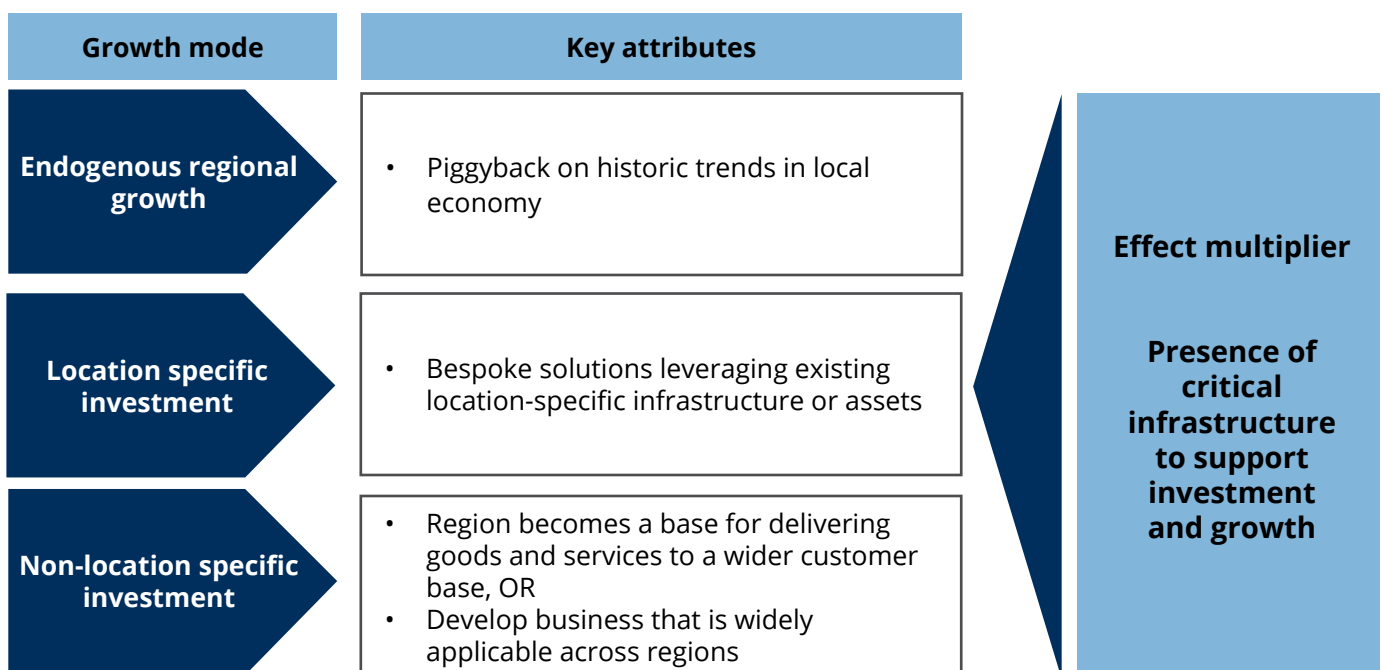 Growth mode
Key attributes
Endogenous regional
growth
• Piggyback on historic trends in local
economy
Location specific
investment
• Bespoke solutions leveraging existing
location-specific infrastructure or assets
Non-location specific
investment
• Region becomes a base for delivering
goods and services to a wider customer
base, OR
• Develop business that is widely
applicable across regions
Effect multiplier
Presence of
critical
infrastructure
to support
investment
and growth